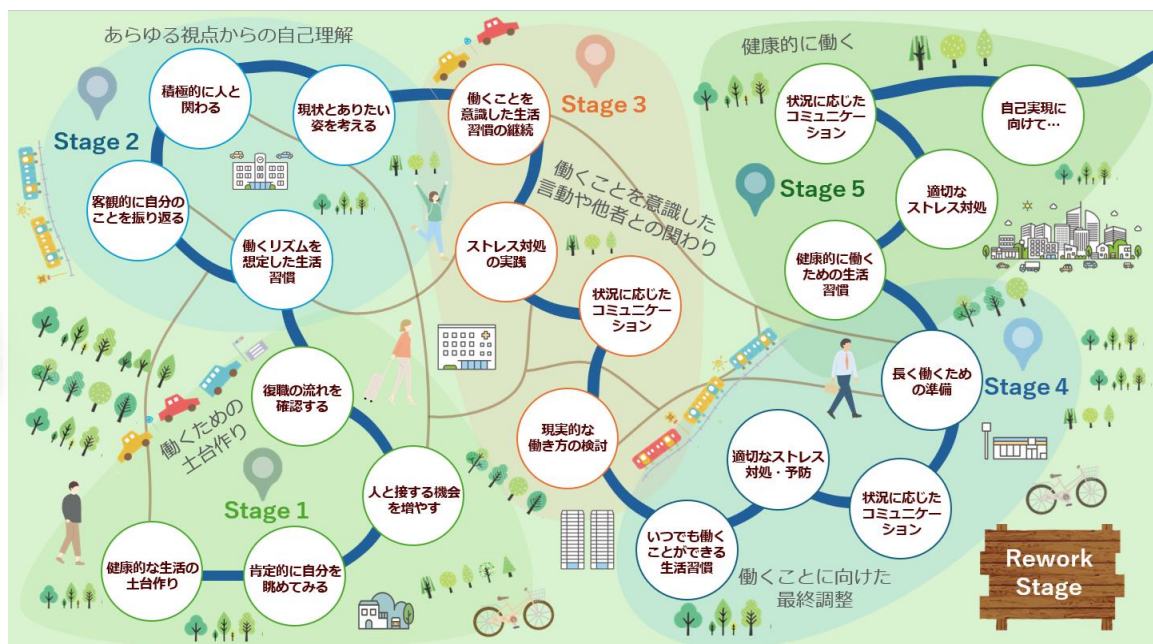 あらゆる視点からの自己理解
Stage 2
積極的に人と
関わる
現状とありたい
姿を考える
客観的に自分の
ことを振り返る
働くリズムを
想定した生活
習慣
Stage 3
働くことを
意識した生活
習慣の継続
働くことを意識した
言動や他者との関わり
ストレス対処
の実践
状況に応じた
コミュニケー
ション
現実的な
働き方の検討
健康的に働く
Stage 5
状況に応じた
コミュニケー
ション
自己実現に
向けて…
適切な
ストレス対処
健康的に働く
ための生活
習慣
Stage 4
長く働くため
の準備
適切なストレス
対処・予防
状況に応じた
コミュニケー
ション
いつでも働く
ことができる
生活習慣
働くことに向けた
最終調整
復職の流れを
確認する
働くための
土台作り
Stage 1
人と接する機会
を増やす
健康的な生活の
土台作り
肯定的に自分を
眺めてみる
Rework
Stage